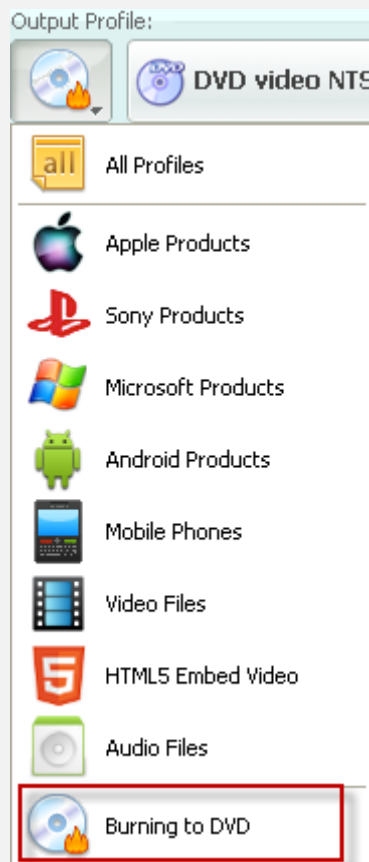 Output Profile:
DVD video NTS
all
All Profiles
Apple Products
Sony Products
Microsoft Products
Android Products
Mobile Phones
Video Files
5
HTML5 Embed Video
Audio Files
Burning to DVD